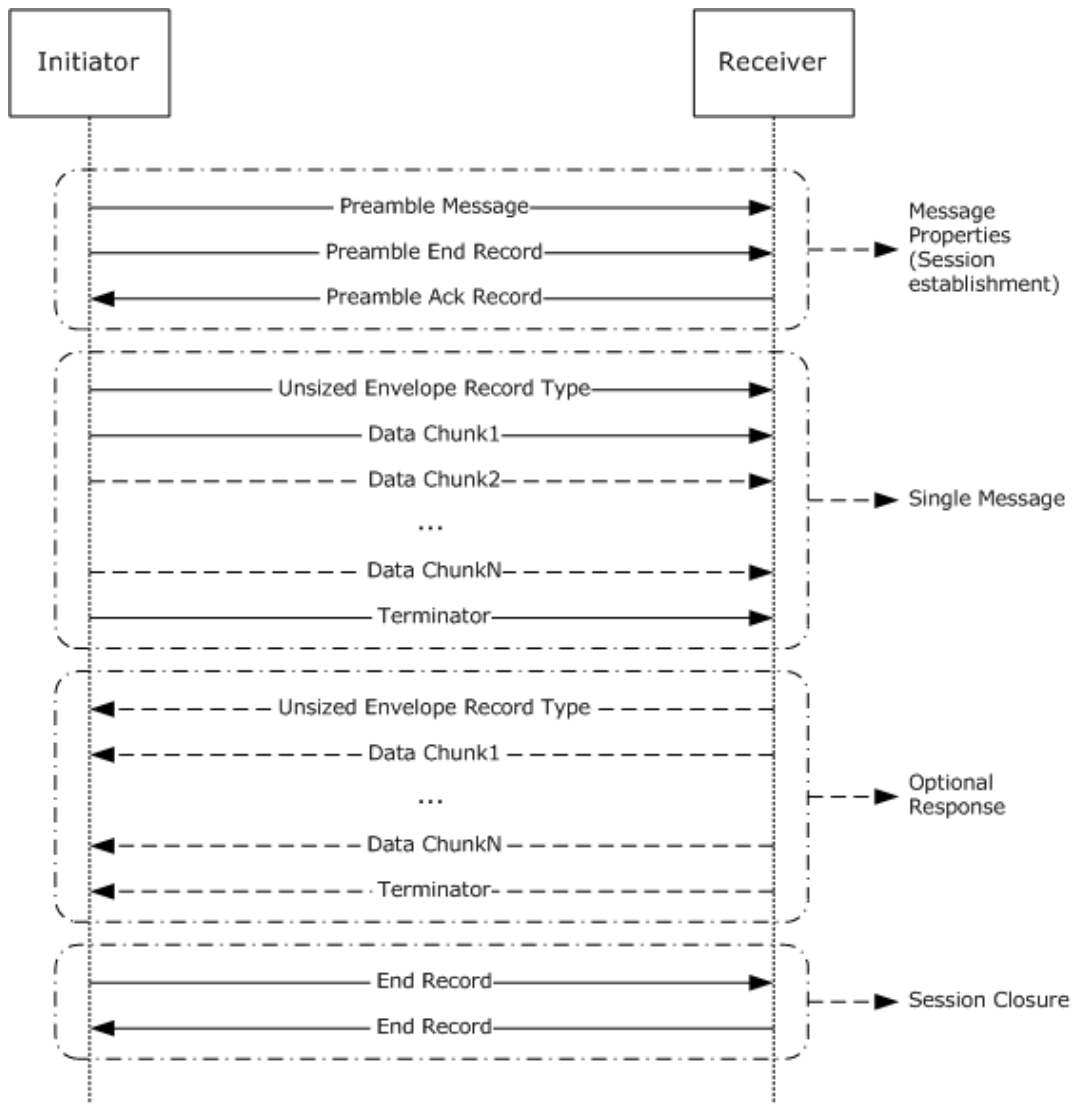 Initiator
Receiver
Preamble Message
Preamble End Record
Preamble Ack Record
Message
Properties
(Session
establishment)
Unsized Envelope Record Type
Data Chunk1
Data Chunk2
...
Data ChunkN
Terminator
Single Message
Unsized Envelope Record Type
Data Chunk1
...
Data ChunkN
Terminator
Optional
Response
End Record
End Record
Session Closure